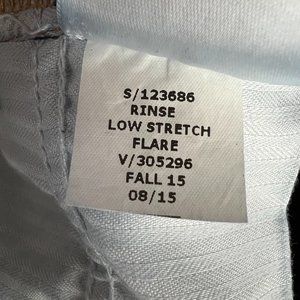 S/123686
RINSE
LOW STRETCH
FLARE
V/305296
FALL 15
08/15